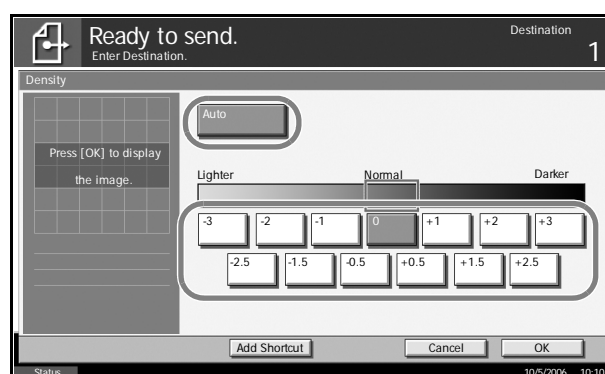 Ready to send.
Destination
Enter Destination.
1
Density
Auto
Press [OK] to display
the image.
Lighter
Normal
Darker
-3
-2
-1
0
+1
+2
+3
-2.5
-1.5
-0.5
+0.5
+1.5
+2.5
Add Shortcut
Cancel
OK
Status
10/5/2006 10:10